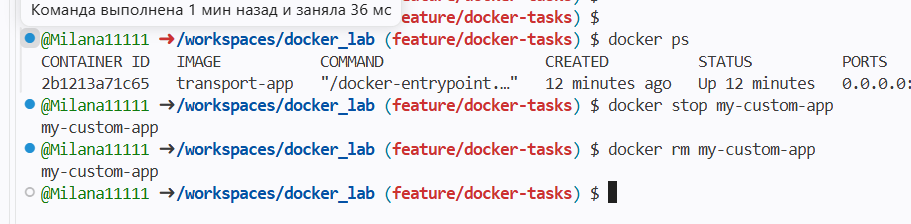 Команда выполнена 1 мин назад и заняла 36 мс
(feature/docker-tasks) $
(feature/docker-tasks) $
@Milana11111 ➜/workspaces/docker_lab (feature/docker-tasks) $ docker ps
CONTAINER ID IMAGE COMMAND CREATED STATUS PORTS
2b1213a71c65 transport-app "/docker-entrypoint.…" 12 minutes ago Up 12 minutes 0.0.0.0:
@Milana11111 ➜/workspaces/docker_lab (feature/docker-tasks) $ docker stop my-custom-app
my-custom-app
@Milana11111 ➜/workspaces/docker_lab (feature/docker-tasks) $ docker rm my-custom-app
my-custom-app
@Milana11111 ➜/workspaces/docker_lab (feature/docker-tasks) $